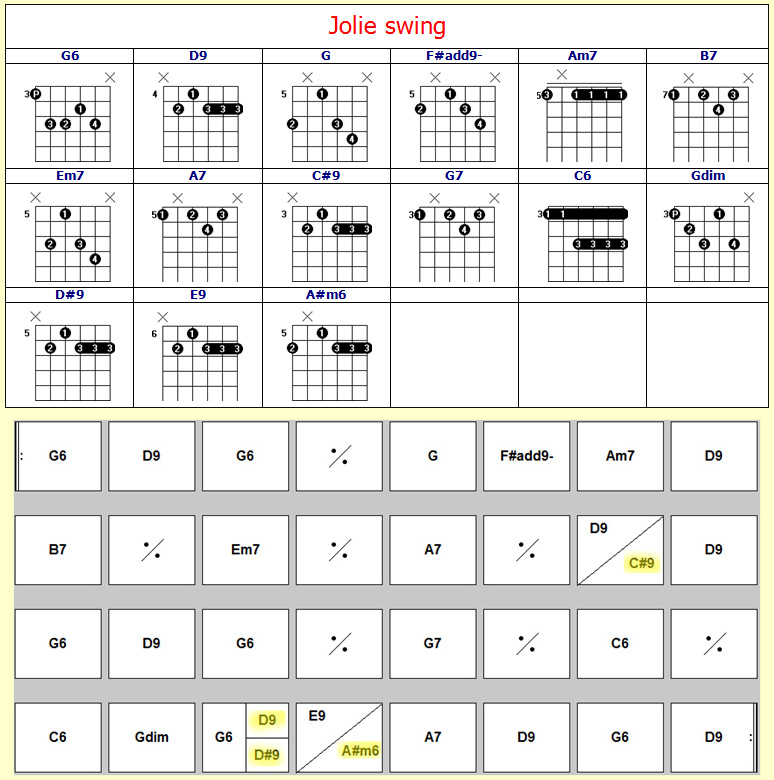 Jolie swing
G6 D9 G F#add9- Am7 B7
× × × × × × × × ×
3 P 4 1 5 1 5 1 5 3 1 1 1 1 7 1 2 3
1 2 3 3 3 2 3 4
3 2 4 2 3 4
4
Em7 A7 C#9 G7 C6 Gdim
× × × × × × × ×
5 1 5 1 2 3 3 1 3 1 2 3 3 1 1 3 P 1
4 2 3 3 3 4 2
2 3 3 3 3 3 3 4
4
D#9 E9 A#m6
× × ×
5 1 6 1 5 1
2 3 3 3 2 3 3 3 2 3 3 3
: G6 D9 G6 ⁒ G F#add9- Am7 D9
B7 ⁒ Em7 ⁒ A7 ⁒ D9 C#9 D9
G6 D9 G6 ⁒ G7 ⁒ C6 ⁒
C6 Gdim G6 D9 D#9 E9 A#m6 A7 D9 G6 D9 :